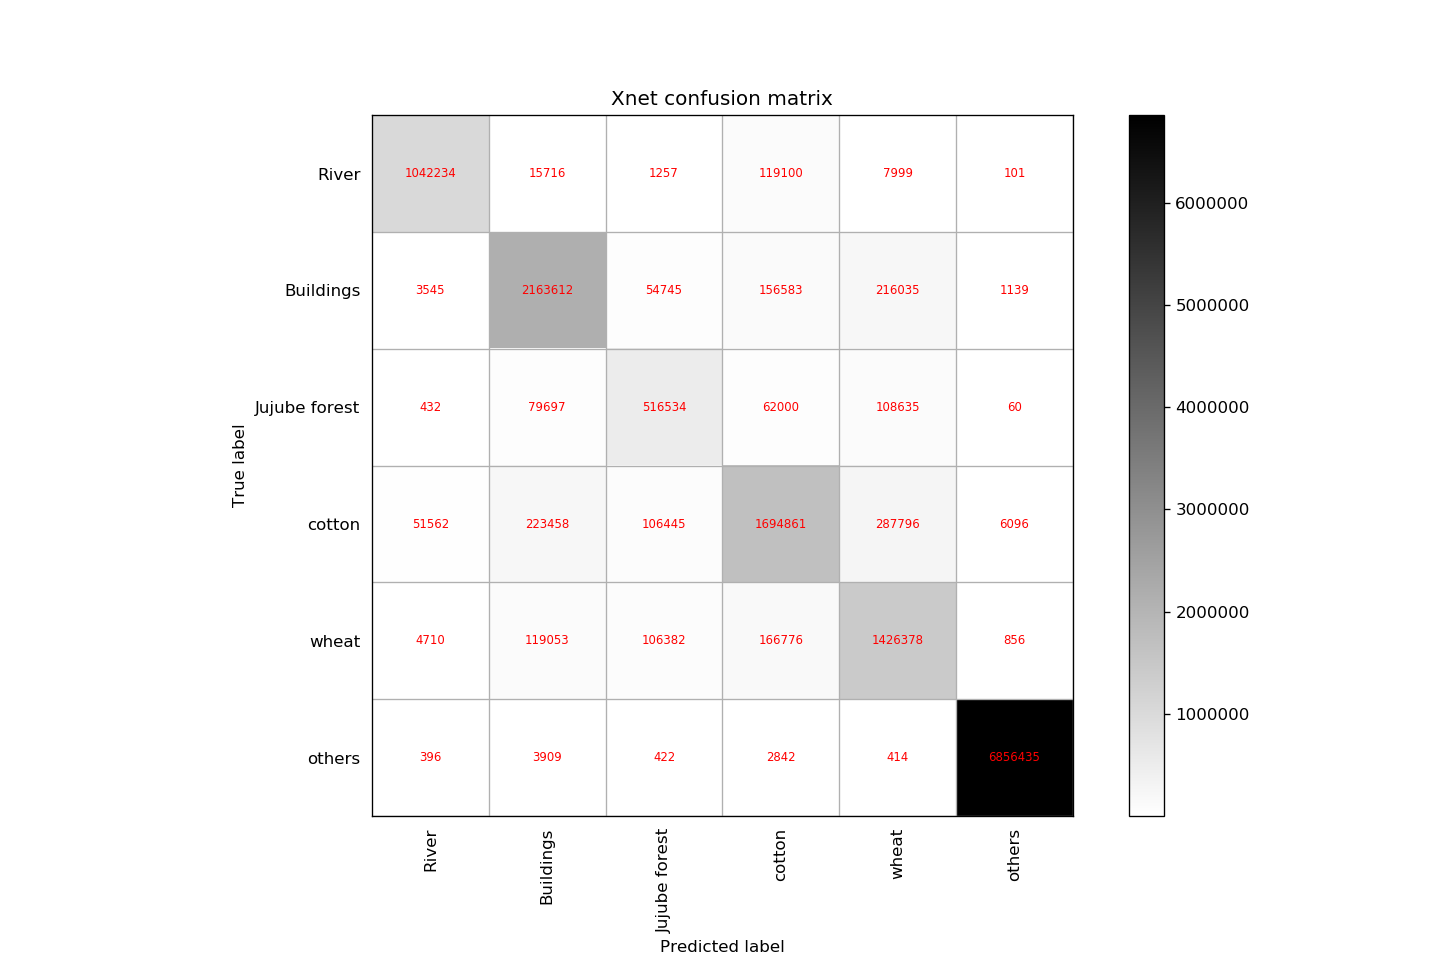 Xnet confusion matrix
River 1042234 15716 1257 119100 7999 101
Buildings 3545 2163612 54745 156583 216035 1139
Jujube forest 432 79697 516534 62000 108635 60
cotton 51562 223458 106445 1694861 287796 6096
wheat 4710 119053 106382 166776 1426378 856
others 396 3909 422 2842 414 6856435
True label
River Buildings Jujube forest cotton wheat others
Predicted label
6000000
5000000
4000000
3000000
2000000
1000000